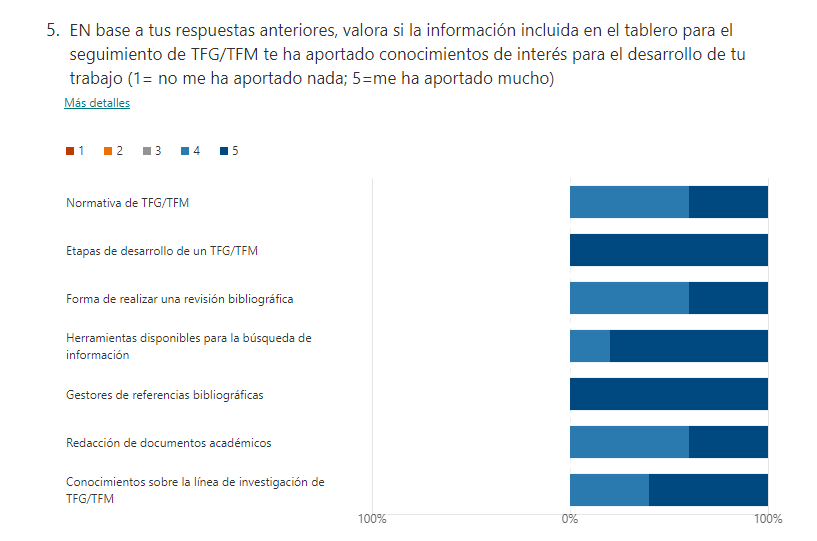 5. EN base a tus respuestas anteriores, valora si la información incluida en el tablero para el
seguimiento de TFG/TFM te ha aportado conocimientos de interés para el desarrollo de tu
trabajo (1= no me ha aportado nada; 5=me ha aportado mucho)
Más detalles
1 2 3 4 5
Normativa de TFG/TFM
Etapas de desarrollo de un TFG/TFM
Forma de realizar una revisión bibliográfica
Herramientas disponibles para la búsqueda de
información
Gestores de referencias bibliográficas
Redacción de documentos académicos
Conocimientos sobre la línea de investigación de
TFG/TFM
100% 0% 100%